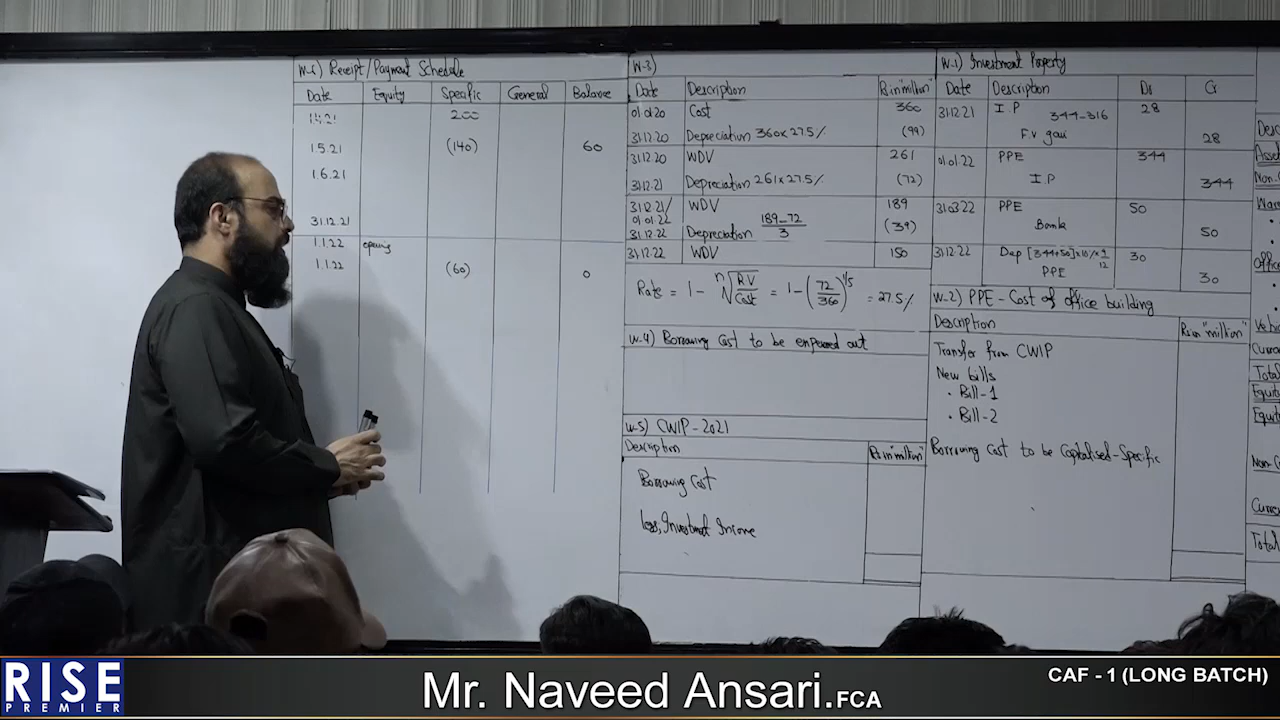 W-6) Receipt/Payment Schedule
Date Equity Specific General Balance
1.4.21 200
1.5.21 (140) 60
1.6.21
31.12.21
1.1.22 opening
1.1.22 (60) 0
W-3)
Date Description Rs in "million"
01.01.20 Cost 360
31.12.20 Depreciation 360x27.5% (99)
31.12.20 WDV 261
31.12.21 Depreciation 261x27.5% (72)
31.12.21/ WDV 189
01.01.22
31.12.22 Depreciation 189-72 (39)
3
31.12.22 WDV 150
Rate = 1 - n√RV/Cost = 1-(72/360)^1/5 = 27.5%
W-4) Borrowing Cost to be expensed out
W-5) CWIP-2021
Description Rs in "million"
Borrowing Cost
Less; Investment Income
W-1) Investment Property
Date Description Dr Cr
31.12.21 I.P 344-316 28
F.V gain 28
01.01.22 PPE 344
I.P 344
31.03.22 PPE 50
Bank 50
31.12.22 Dep [344+50]x10/x1/12 30
PPE 30
W-2) PPE-Cost of office building
Description Rs in "million"
Transfer from CWIP
New bills
• Bill-1
• Bill-2
Borrowing Cost to be Capitalised-Specific
Total
Total
RISE
PREMIER
Mr. Naveed Ansari.FCA
CAF - 1 (LONG BATCH)